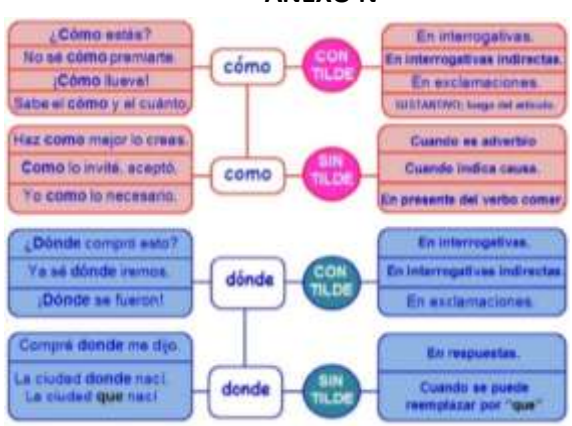 ANEXO N
¿Cómo estás?
No sé cómo premiarte.
¡Cómo llueve!
Sabe el cómo y el cuánto.
cómo
CON
TILDE
En interrogativas.
En interrogativas indirectas.
En exclamaciones.
SUSTANTIVO; luego del artículo.
Haz como mejor lo creas.
Como lo invité, aceptó.
Yo como lo necesario.
como
SIN
TILDE
Cuando es adverbio
Cuando indica causa.
En presente del verbo comer.
¿Dónde compró esto?
Ya sé dónde iremos.
¡Dónde se fueron!
dónde
CON
TILDE
En interrogativas.
En interrogativas indirectas.
En exclamaciones.
Compré donde me dijo.
La ciudad donde nací.
La ciudad que nací
donde
SIN
TILDE
En respuestas.
Cuando se puede
reemplazar por "que"